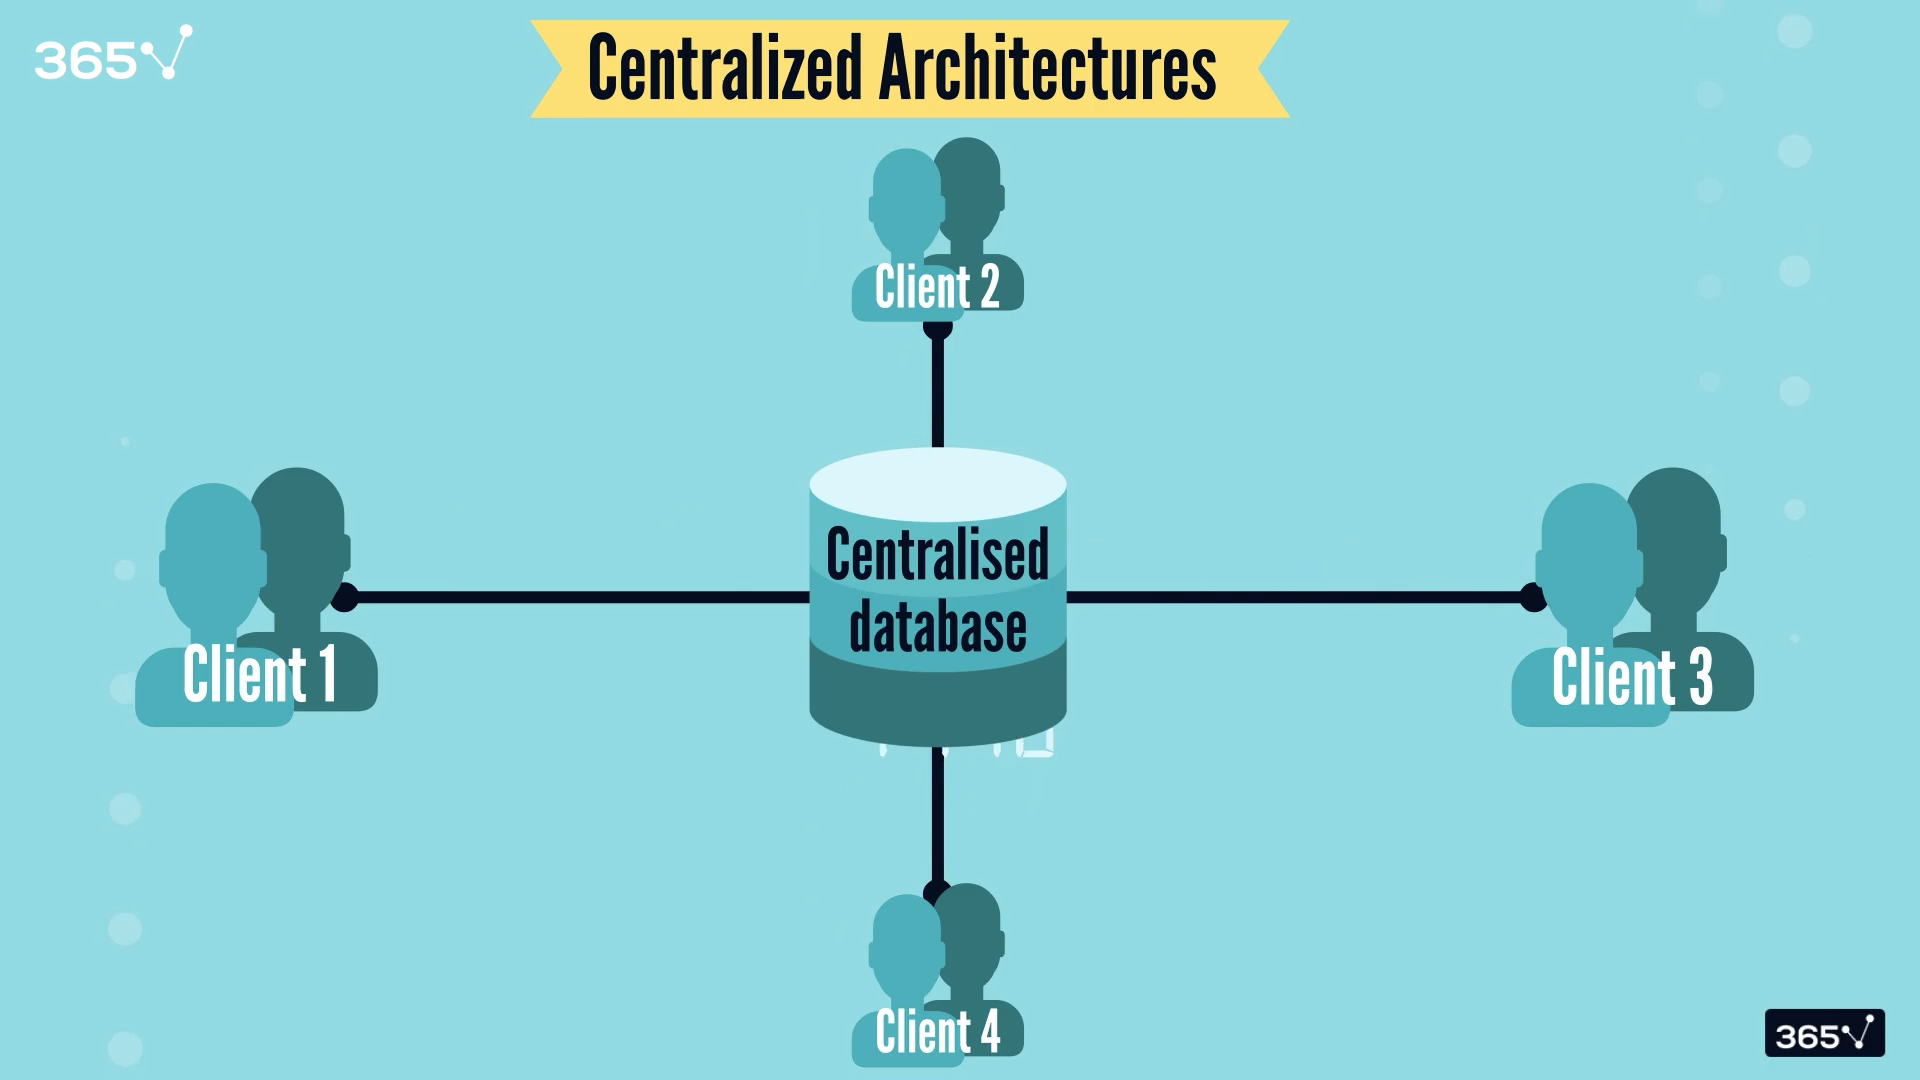 365
Centralized Architectures
Client 2
Centralised
database
Client 1
Client 3
Client 4
365